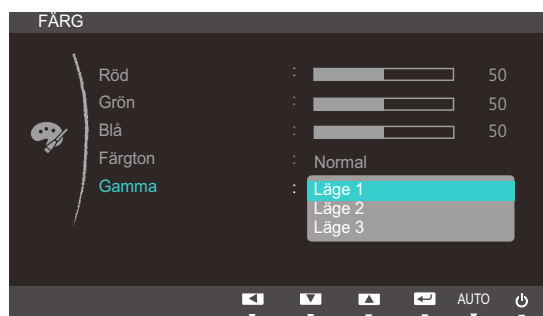 FÄRG
Röd : 50
Grön : 50
Blå : 50
Färgton : Normal
Gamma : Läge 1
Läge 2
Läge 3
AUTO